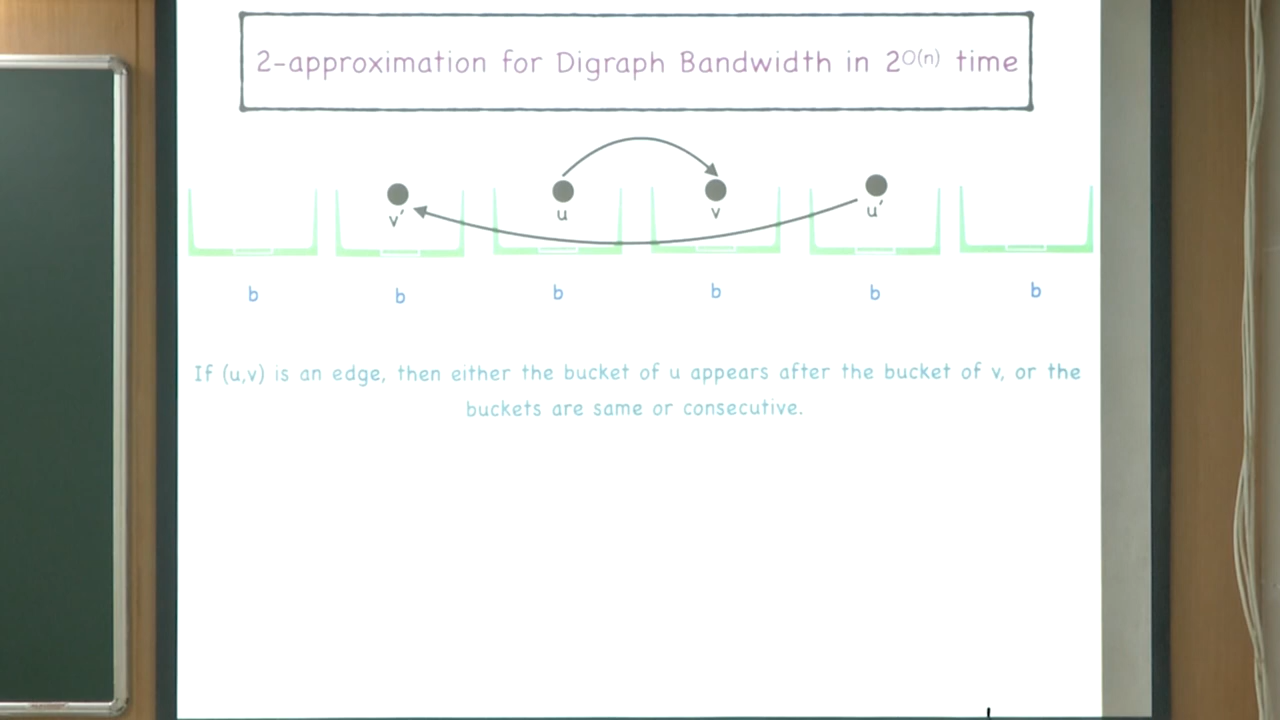 2-approximation for Digraph Bandwidth in 2^O(n) time
v′ u v u′
b b b b b b
If (u,v) is an edge, then either the bucket of u appears after the bucket of v, or the
buckets are same or consecutive.